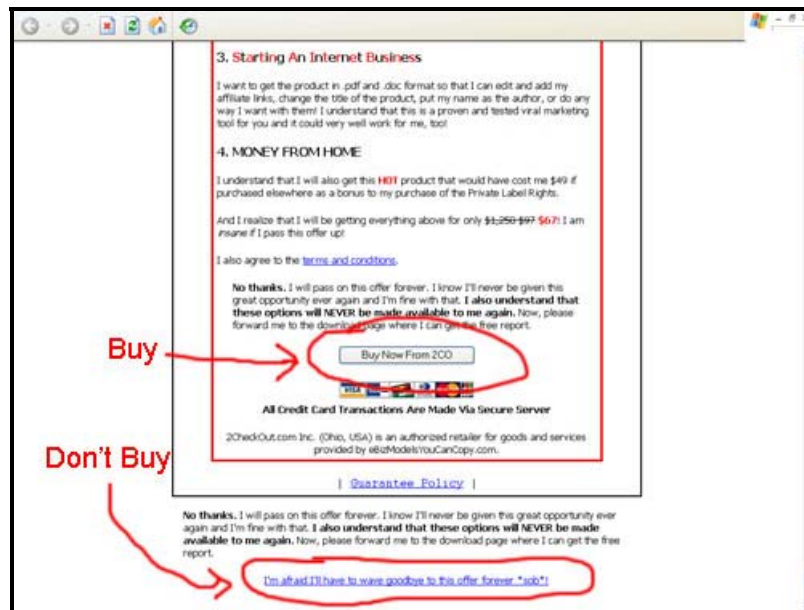 3. Starting An Internet Business
I want to get the product in .pdf and .doc format so that I can edit and add my
affiliate links, change the title of the product, put my name as the author, or do any
way I want with them! I understand that this is a proven and tested viral marketing
tool for you and it could very well work for me, too!
4. MONEY FROM HOME
I understand that I will also get this HOT product that would have cost me $49 if
purchased elsewhere as a bonus to my purchase of the Private Label Rights.
And I realize that I will be getting everything above for only $1,250 $97 $67! I am
insane if I pass this offer up!
I also agree to the terms and conditions.
No thanks. I will pass on this offer forever. I know I'll never be given this
great opportunity ever again and I'm fine with that. I also understand that
these options will NEVER be made available to me again. Now, please
forward me to the download page where I can get the free report.
Buy
Buy Now From 2CO
VISA
All Credit Card Transactions Are Made Via Secure Server
2CheckOut.com Inc. (Ohio, USA) is an authorized retailer for goods and services
provided by eBizModelsYouCanCopy.com.
Don't Buy
| Guarantee Policy |
No thanks. I will pass on this offer forever. I know I'll never be given this great opportunity ever
again and I'm fine with that. I also understand that these options will NEVER be made
available to me again. Now, please forward me to the download page where I can get the free
report.
I'm afraid I'll have to wave goodbye to this offer forever *sob*!